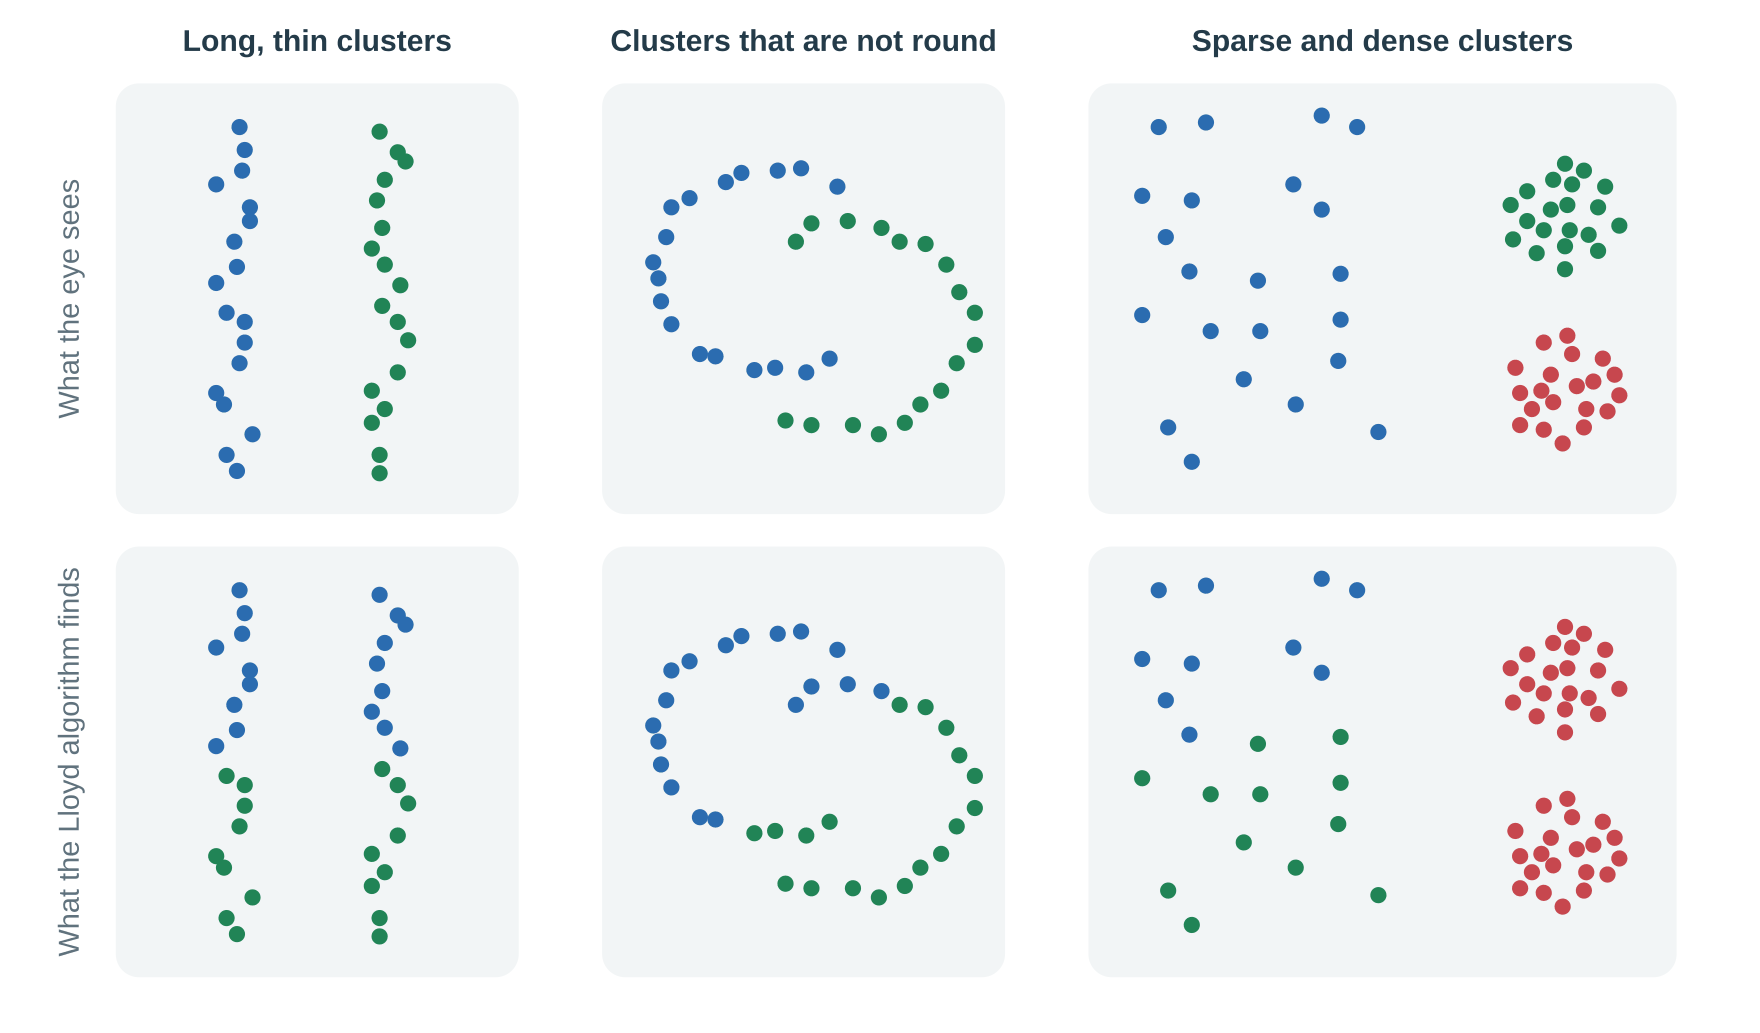 Long, thin clusters
Clusters that are not round
Sparse and dense clusters
What the eye sees
What the Lloyd algorithm finds